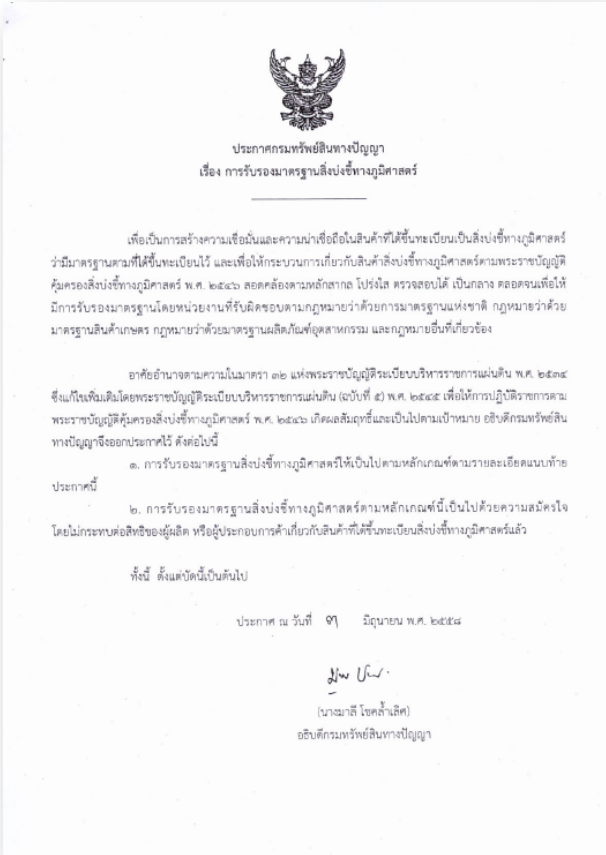 ประกาศกรมทรัพย์สินทางปัญญา
เรื่อง การรับรองมาตรฐานสิ่งบ่งชี้ทางภูมิศาสตร์
เพื่อเป็นการสร้างความเชื่อมั่นและความน่าเชื่อถือในสินค้าที่ได้ขึ้นทะเบียนเป็นสิ่งบ่งชี้ทางภูมิศาสตร์
ว่ามีมาตรฐานตามที่ได้ขึ้นทะเบียนไว้ และเพื่อให้กระบวนการเกี่ยวกับสินค้าสิ่งบ่งชี้ทางภูมิศาสตร์ตามพระราชบัญญัติ
คุ้มครองสิ่งบ่งชี้ทางภูมิศาสตร์ พ.ศ. ๒๕๔๖ สอดคล้องตามหลักสากล โปร่งใส ตรวจสอบได้ เป็นกลาง ตลอดจนเพื่อให้
มีการรับรองมาตรฐานโดยหน่วยงานที่รับผิดชอบตามกฎหมายว่าด้วยการมาตรฐานแห่งชาติ กฎหมายว่าด้วย
มาตรฐานสินค้าเกษตร กฎหมายว่าด้วยมาตรฐานผลิตภัณฑ์อุตสาหกรรม และกฎหมายอื่นที่เกี่ยวข้อง
อาศัยอำนาจตามความในมาตรา ๓๒ แห่งพระราชบัญญัติระเบียบบริหารราชการแผ่นดิน พ.ศ. ๒๕๓๔
ซึ่งแก้ไขเพิ่มเติมโดยพระราชบัญญัติระเบียบบริหารราชการแผ่นดิน (ฉบับที่ ๕) พ.ศ. ๒๕๔๕ เพื่อให้การปฏิบัติราชการตาม
พระราชบัญญัติคุ้มครองสิ่งบ่งชี้ทางภูมิศาสตร์ พ.ศ. ๒๕๔๖ เกิดผลสัมฤทธิ์และเป็นไปตามเป้าหมาย อธิบดีกรมทรัพย์สิน
ทางปัญญาจึงออกประกาศไว้ ดังต่อไปนี้
๑. การรับรองมาตรฐานสิ่งบ่งชี้ทางภูมิศาสตร์ให้เป็นไปตามหลักเกณฑ์ตามรายละเอียดแนบท้าย
ประกาศนี้
๒. การรับรองมาตรฐานสิ่งบ่งชี้ทางภูมิศาสตร์ตามหลักเกณฑ์นี้เป็นไปด้วยความสมัครใจ
โดยไม่กระทบต่อสิทธิของผู้ผลิต หรือผู้ประกอบการค้าเกี่ยวกับสินค้าที่ได้ขึ้นทะเบียนสิ่งบ่งชี้ทางภูมิศาสตร์แล้ว
ทั้งนี้ ตั้งแต่บัดนี้เป็นต้นไป
ประกาศ ณ วันที่ มิถุนายน พ.ศ. ๒๕๕๘
(นางมาลี โชคล้ำเลิศ)
อธิบดีกรมทรัพย์สินทางปัญญา